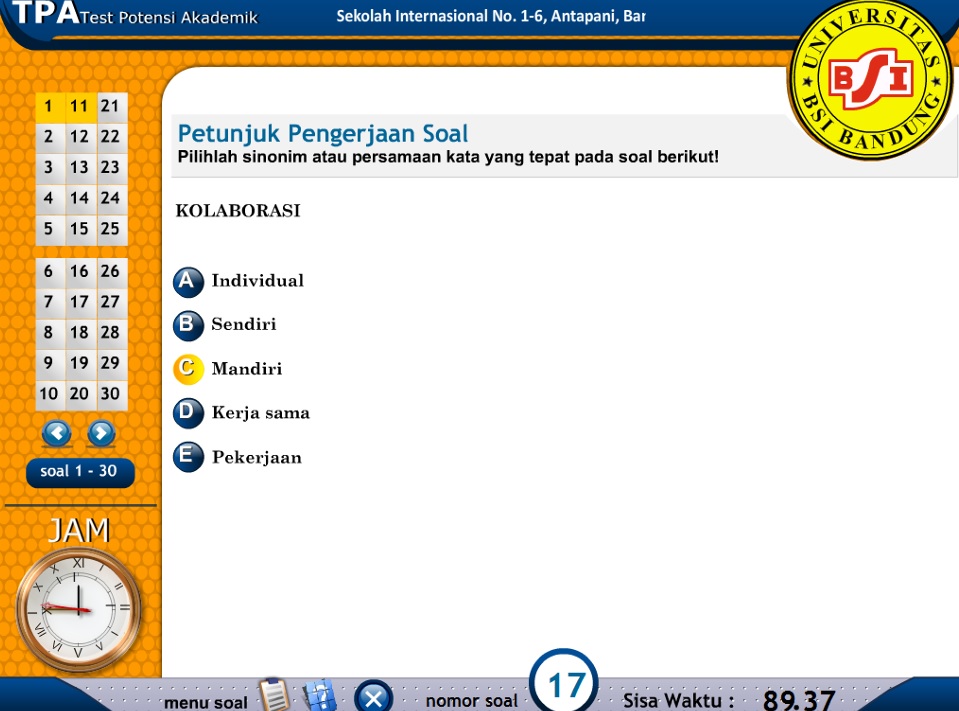 TPA Test Potensi Akademik
Sekolah Internasional No. 1-6, Antapani, Bar
UNIVERSITAS
BSI
BSI BANDUNG
1 11 21
2 12 22
3 13 23
4 14 24
5 15 25
6 16 26
7 17 27
8 18 28
9 19 29
10 20 30
soal 1 - 30
JAM
Petunjuk Pengerjaan Soal
Pilihlah sinonim atau persamaan kata yang tepat pada soal berikut!
KOLABORASI
A Individual
B Sendiri
C Mandiri
D Kerja sama
E Pekerjaan
menu soal
nomor soal
17
Sisa Waktu :
89.37